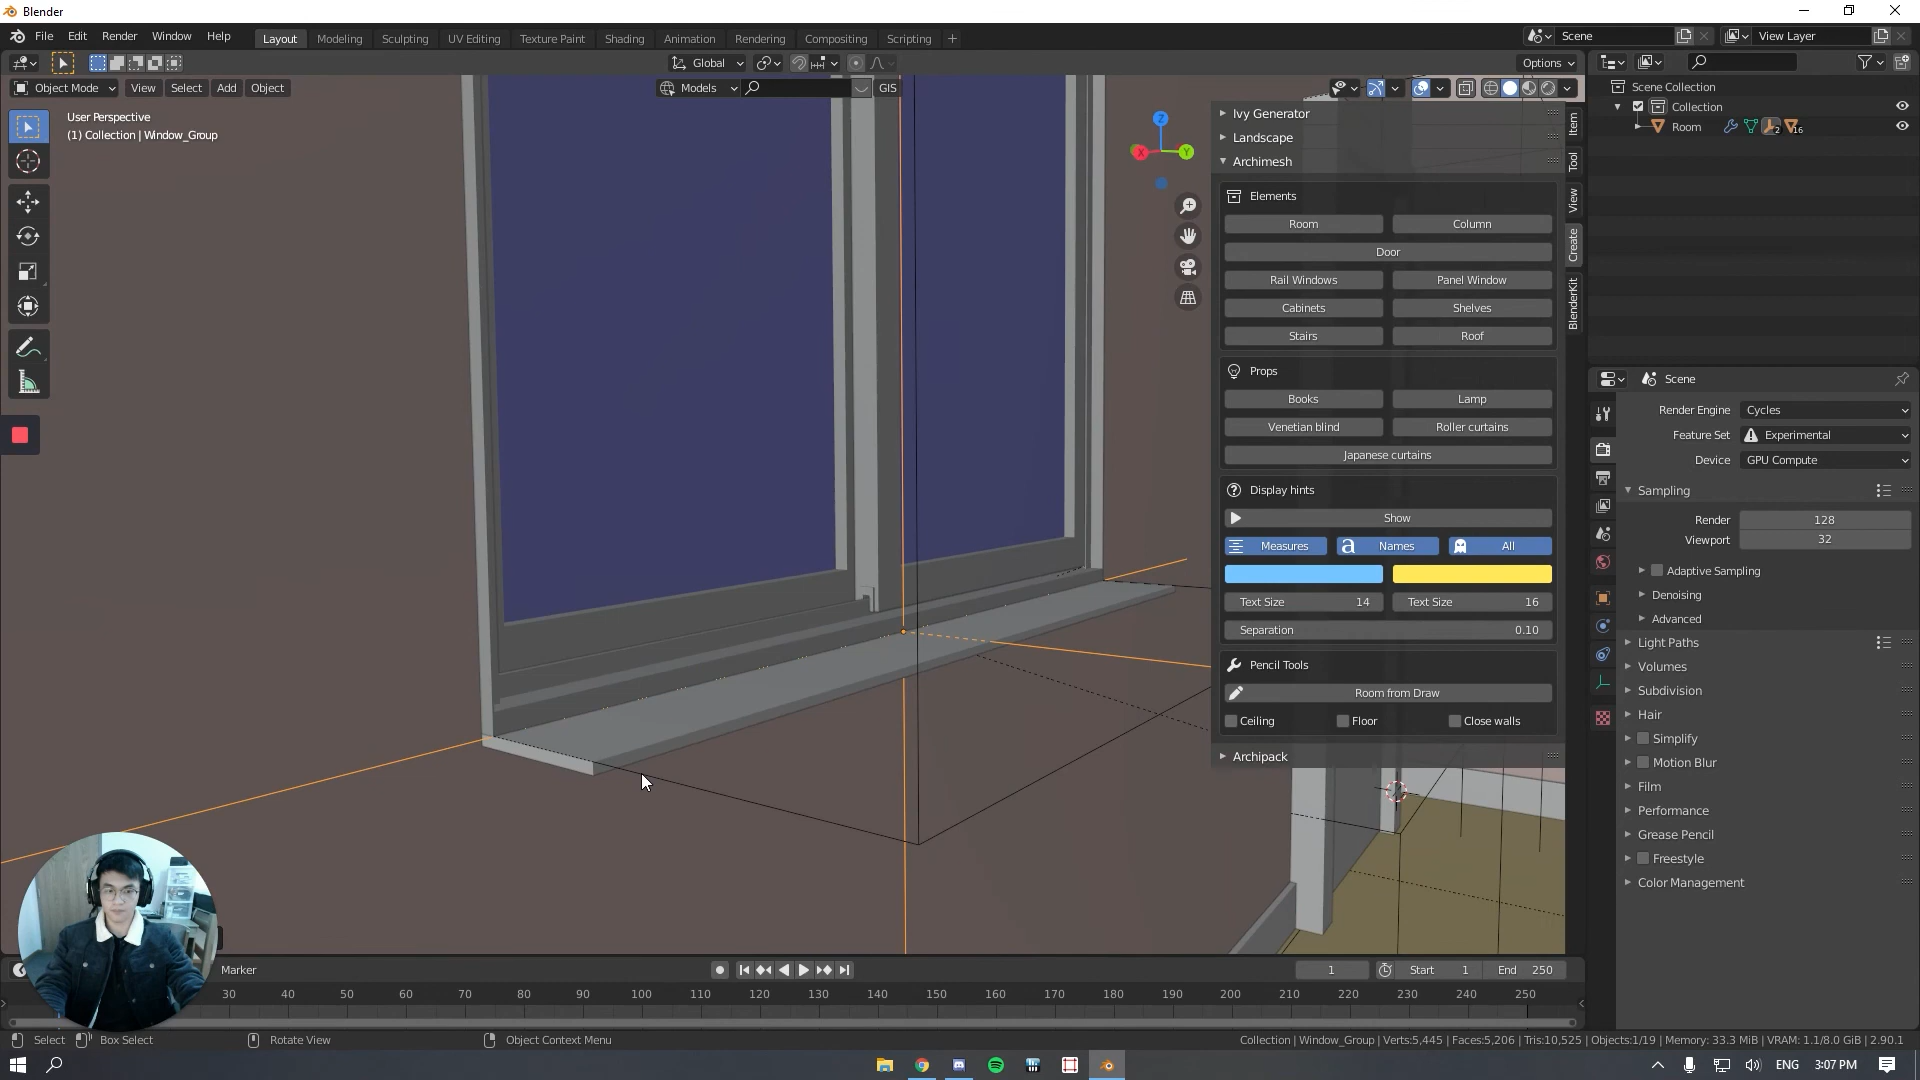 Blender
File Edit Render Window Help
Layout Modeling Sculpting UV Editing Texture Paint Shading Animation Rendering Compositing Scripting +
Scene
View Layer
Global
Options
Object Mode View Select Add Object
Models
GIS
User Perspective
(1) Collection | Window_Group
Z
X
Y
Ivy Generator
Landscape
Archimesh
Elements
Room
Column
Door
Rail Windows
Panel Window
Cabinets
Shelves
Stairs
Roof
Props
Books
Lamp
Venetian blind
Roller curtains
Japanese curtains
Display hints
Show
Measures
a Names
All
Text Size 14
Text Size 16
Separation 0.10
Pencil Tools
Room from Draw
Ceiling
Floor
Close walls
Archipack
Item
Tool
View
Create
BlenderKit
Scene Collection
Collection
Room 2 16
Scene
Render Engine Cycles
Feature Set Experimental
Device GPU Compute
Sampling
Render 128
Viewport 32
Adaptive Sampling
Denoising
Advanced
Light Paths
Volumes
Subdivision
Hair
Simplify
Motion Blur
Film
Performance
Grease Pencil
Freestyle
Color Management
Marker
1
Start 1
End 250
30 40 50 60 70 80 90 100 110 120 130 140 150 160 170 180 190 200 210 220 230 240 250
Select
Box Select
Rotate View
Object Context Menu
Collection | Window_Group | Verts:5,445 | Faces:5,206 | Tris:10,525 | Objects:1/19 | Memory: 33.3 MiB | VRAM: 1.1/8.0 GiB | 2.90.1
ENG
3:07 PM